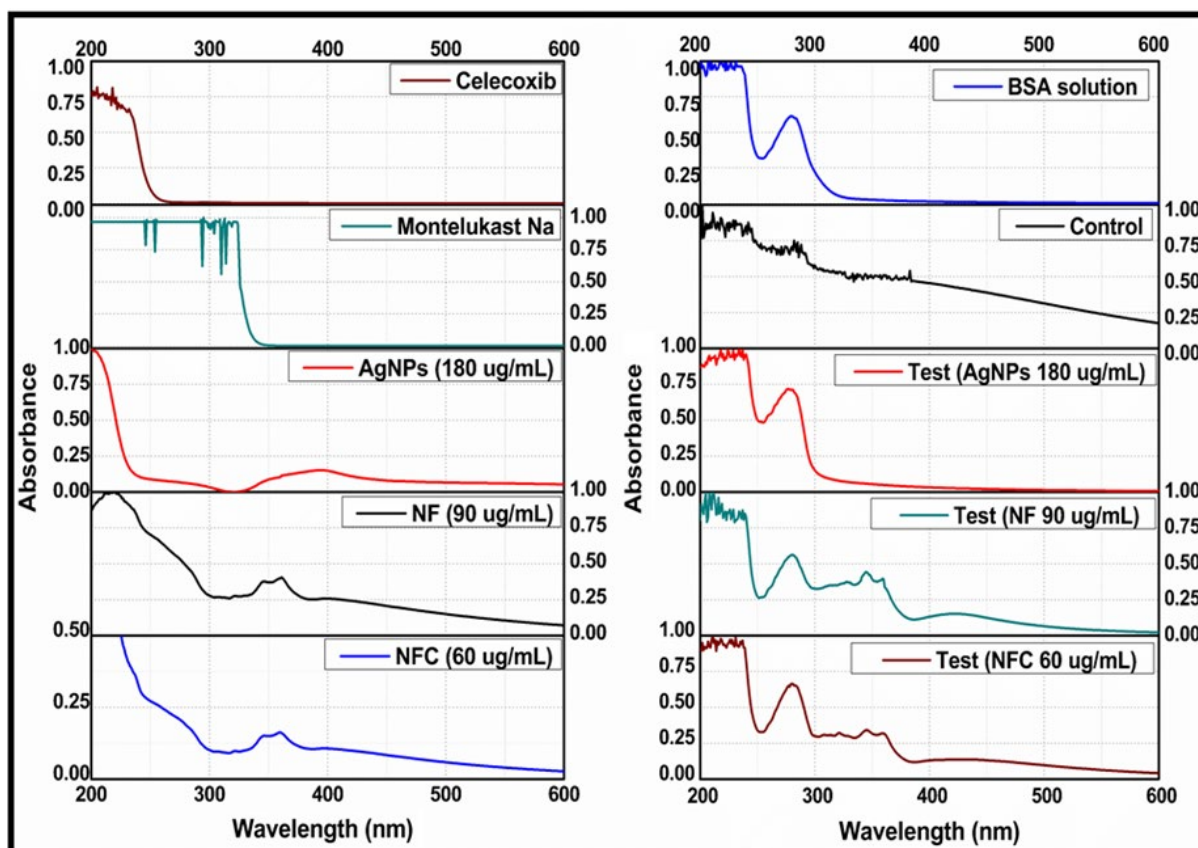 200 300 400 500 600
200 300 400 500 600
1.00
0.75
0.50
0.25
0.00
Celecoxib
Montelukast Na
1.00
0.75
0.50
0.25
0.00
1.00
0.75
0.50
0.25
0.00
AgNPs (180 ug/mL)
NF (90 ug/mL)
1.00
0.75
0.50
0.25
0.00
0.50
0.25
0.00
NFC (60 ug/mL)
200 300 400 500 600
Wavelength (nm)
Absorbance
1.00
0.75
0.50
0.25
0.00
BSA solution
Control
1.00
0.75
0.50
0.25
0.00
1.00
0.75
0.50
0.25
0.00
Test (AgNPs 180 ug/mL)
Test (NF 90 ug/mL)
1.00
0.75
0.50
0.25
0.00
1.00
0.75
0.50
0.25
0.00
Test (NFC 60 ug/mL)
200 300 400 500 600
Wavelength (nm)
Absorbance